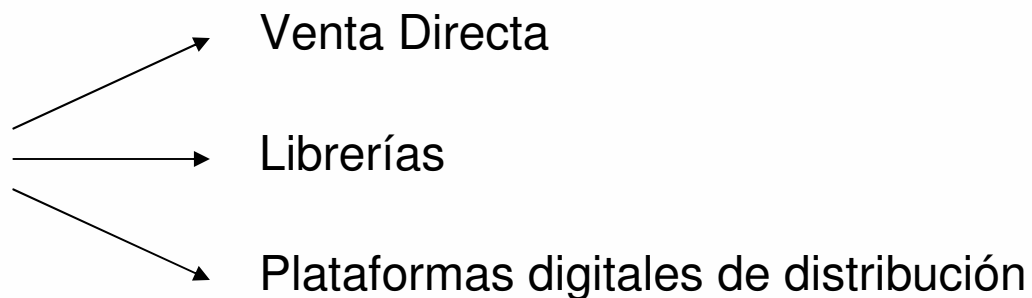 Venta Directa
Librerías
Plataformas digitales de distribución